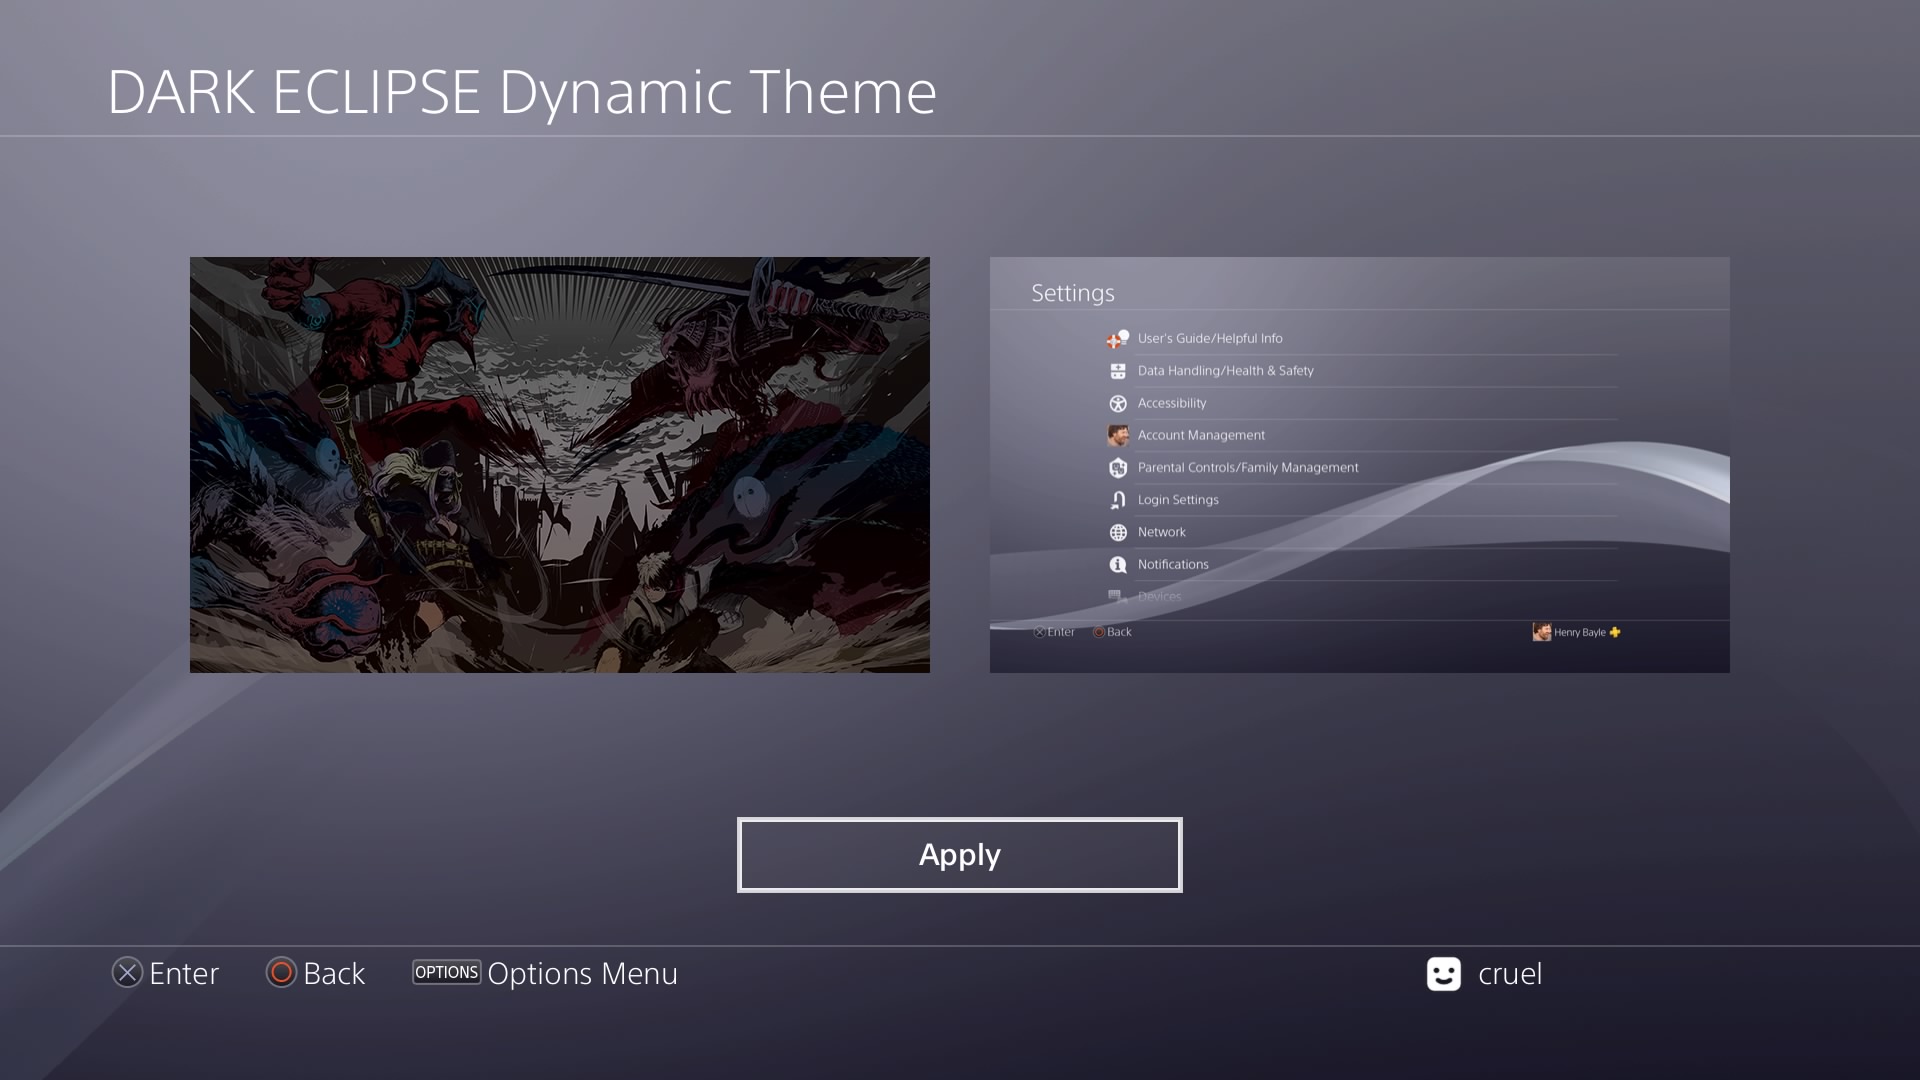 DARK ECLIPSE Dynamic Theme
Settings
User's Guide/Helpful Info
Data Handling/Health & Safety
Accessibility
Account Management
Parental Controls/Family Management
Login Settings
Network
Notifications
Devices
Enter Back Henry Bayle
Apply
Enter Back OPTIONS Options Menu cruel